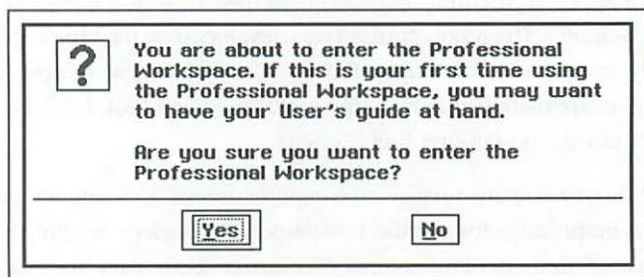 ?
You are about to enter the Professional
Workspace. If this is your first time using
the Professional Workspace, you may want
to have your User's guide at hand.
Are you sure you want to enter the
Professional Workspace?
Yes
No